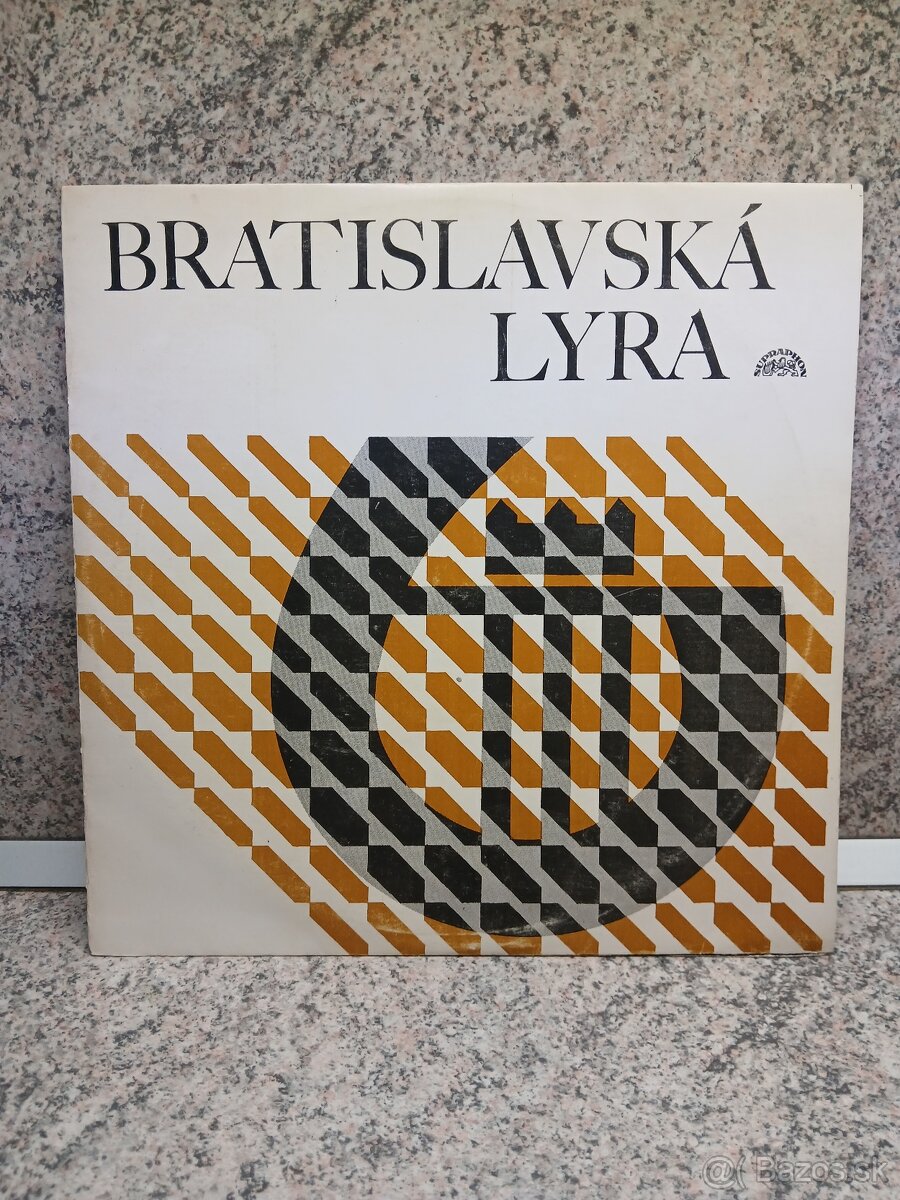 BRATISLAVSKÁ
LYRA
SUPRAPHON
@( Bazos.sk